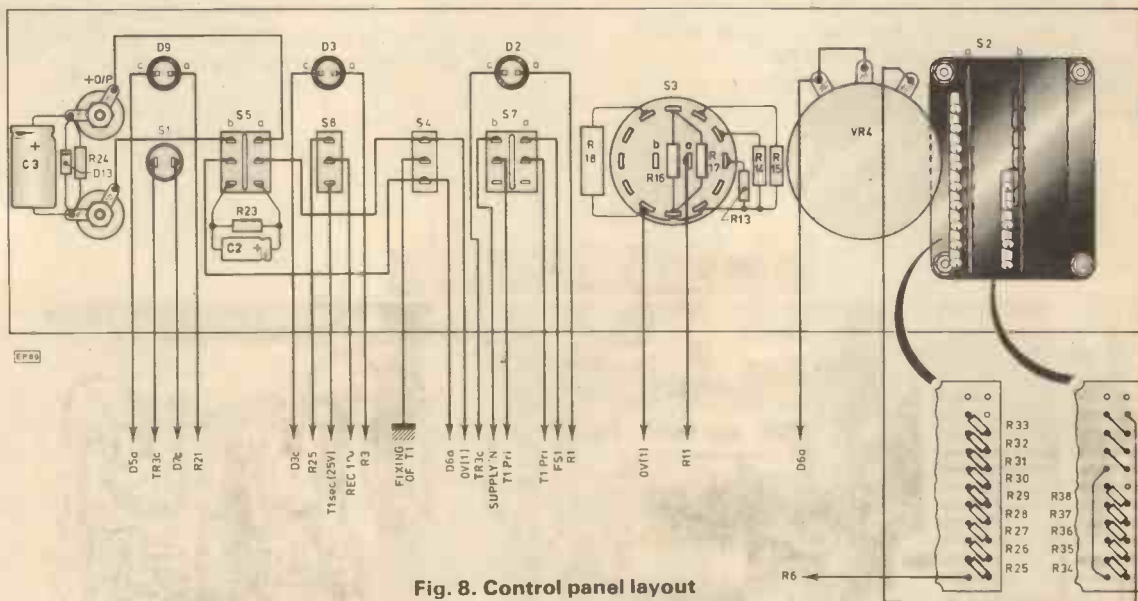 D9
D3
D2
S2
c a
c a
c a
a b
+O/P
S1
S5
b a
S6
S4
S7
b a
S3
VR4
C3
+
R24
D13
R23
C2 +
R18
b
a
R16
R17
R14
R15
R13
EP89
D5a
TR3c
D7c
R21
D3c
R25
T1sec(25V)
REC 1~
R3
FIXING
OF T1
D6a
0V(1)
TR3c
SUPPLY N
T1 Pri
T1 Pri
FS1
R1
0V(1)
R11
D6a
R33
R32
R31
R30
R29
R28
R27
R26
R25
R38
R37
R36
R35
R34
R6
Fig. 8. Control panel layout